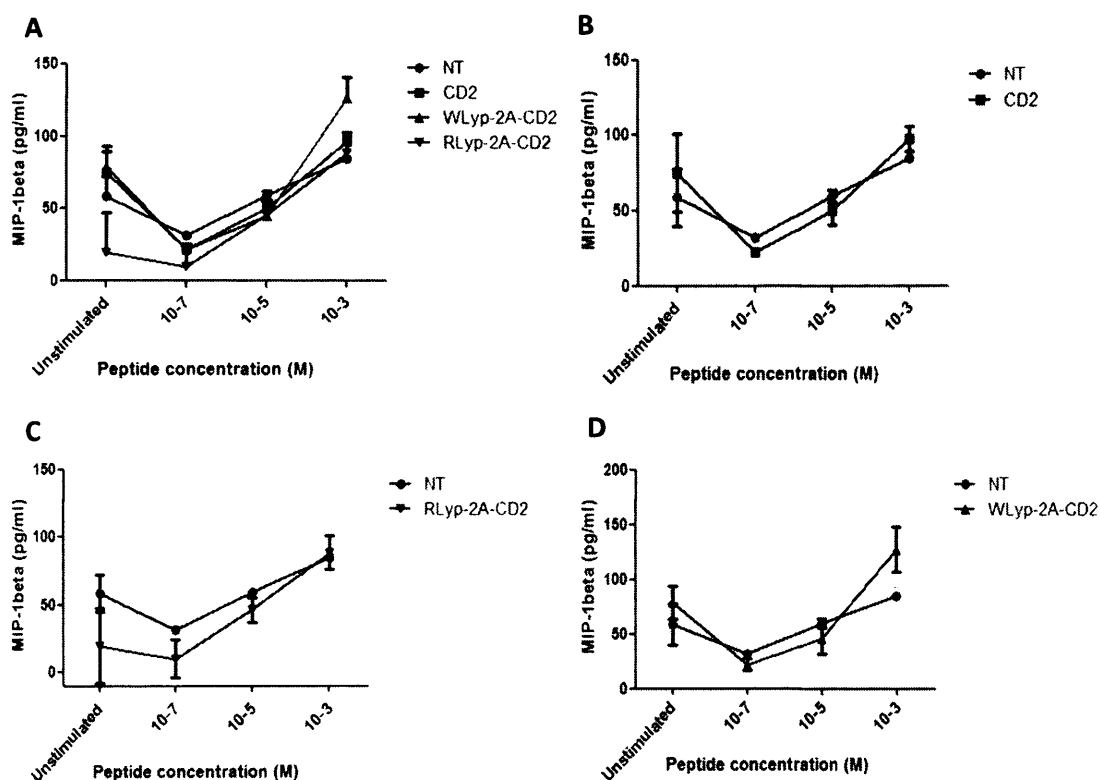 A
MIP-1beta (pg/ml)
150
100
50
0
Unstimulated
10-7
10-5
10-3
Peptide concentration (M)
NT
CD2
WLyp-2A-CD2
RLyp-2A-CD2
B
MIP-1beta (pg/ml)
150
100
50
0
Unstimulated
10-7
10-5
10-3
Peptide concentration (M)
NT
CD2
C
MIP-1beta (pg/ml)
150
100
50
0
Unstimulated
10-7
10-5
10-3
Peptide concentration (M)
NT
RLyp-2A-CD2
D
MIP-1beta (pg/ml)
200
150
100
50
0
Unstimulated
10-7
10-5
10-3
Peptide concentration (M)
NT
WLyp-2A-CD2